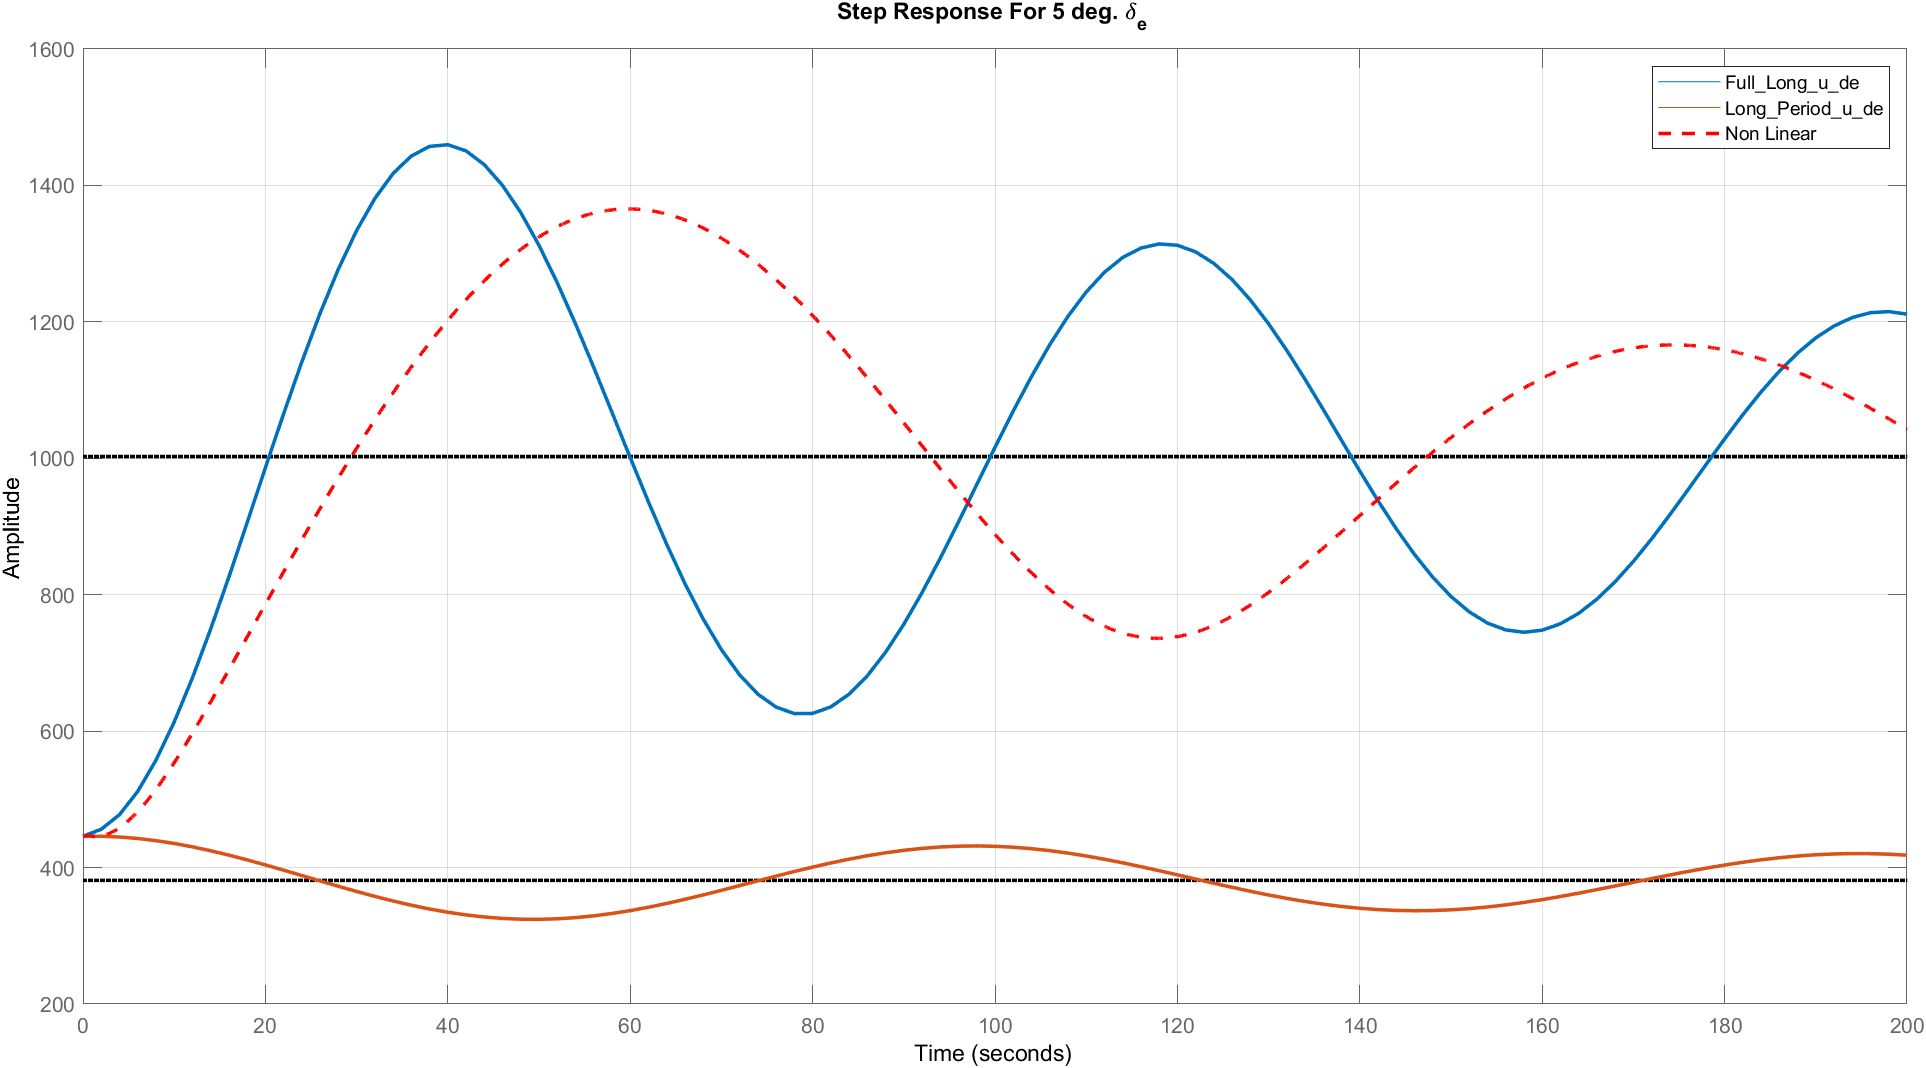 Step Response For 5 deg. δe
1600
1400
1200
1000
800
600
400
200
Amplitude
Full_Long_u_de
Long_Period_u_de
Non Linear
0 20 40 60 80 100 120 140 160 180 200
Time (seconds)